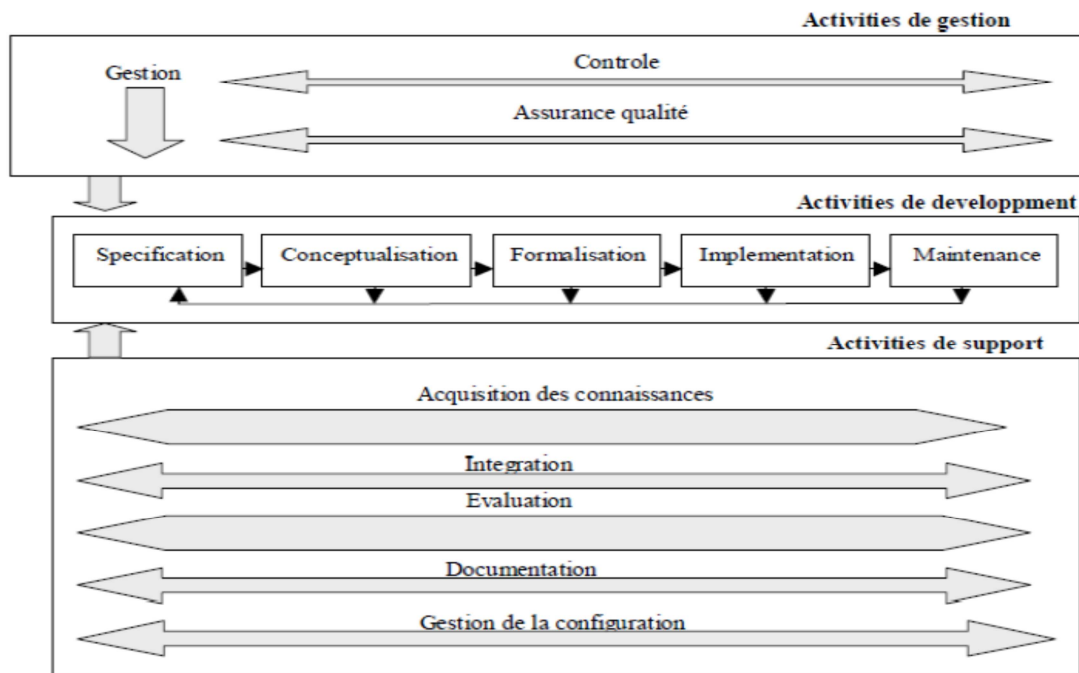 Activities de gestion
Gestion
Controle
Assurance qualité
Activities de developpment
Specification
Conceptualisation
Formalisation
Implementation
Maintenance
Activities de support
Acquisition des connaissances
Integration
Evaluation
Documentation
Gestion de la configuration